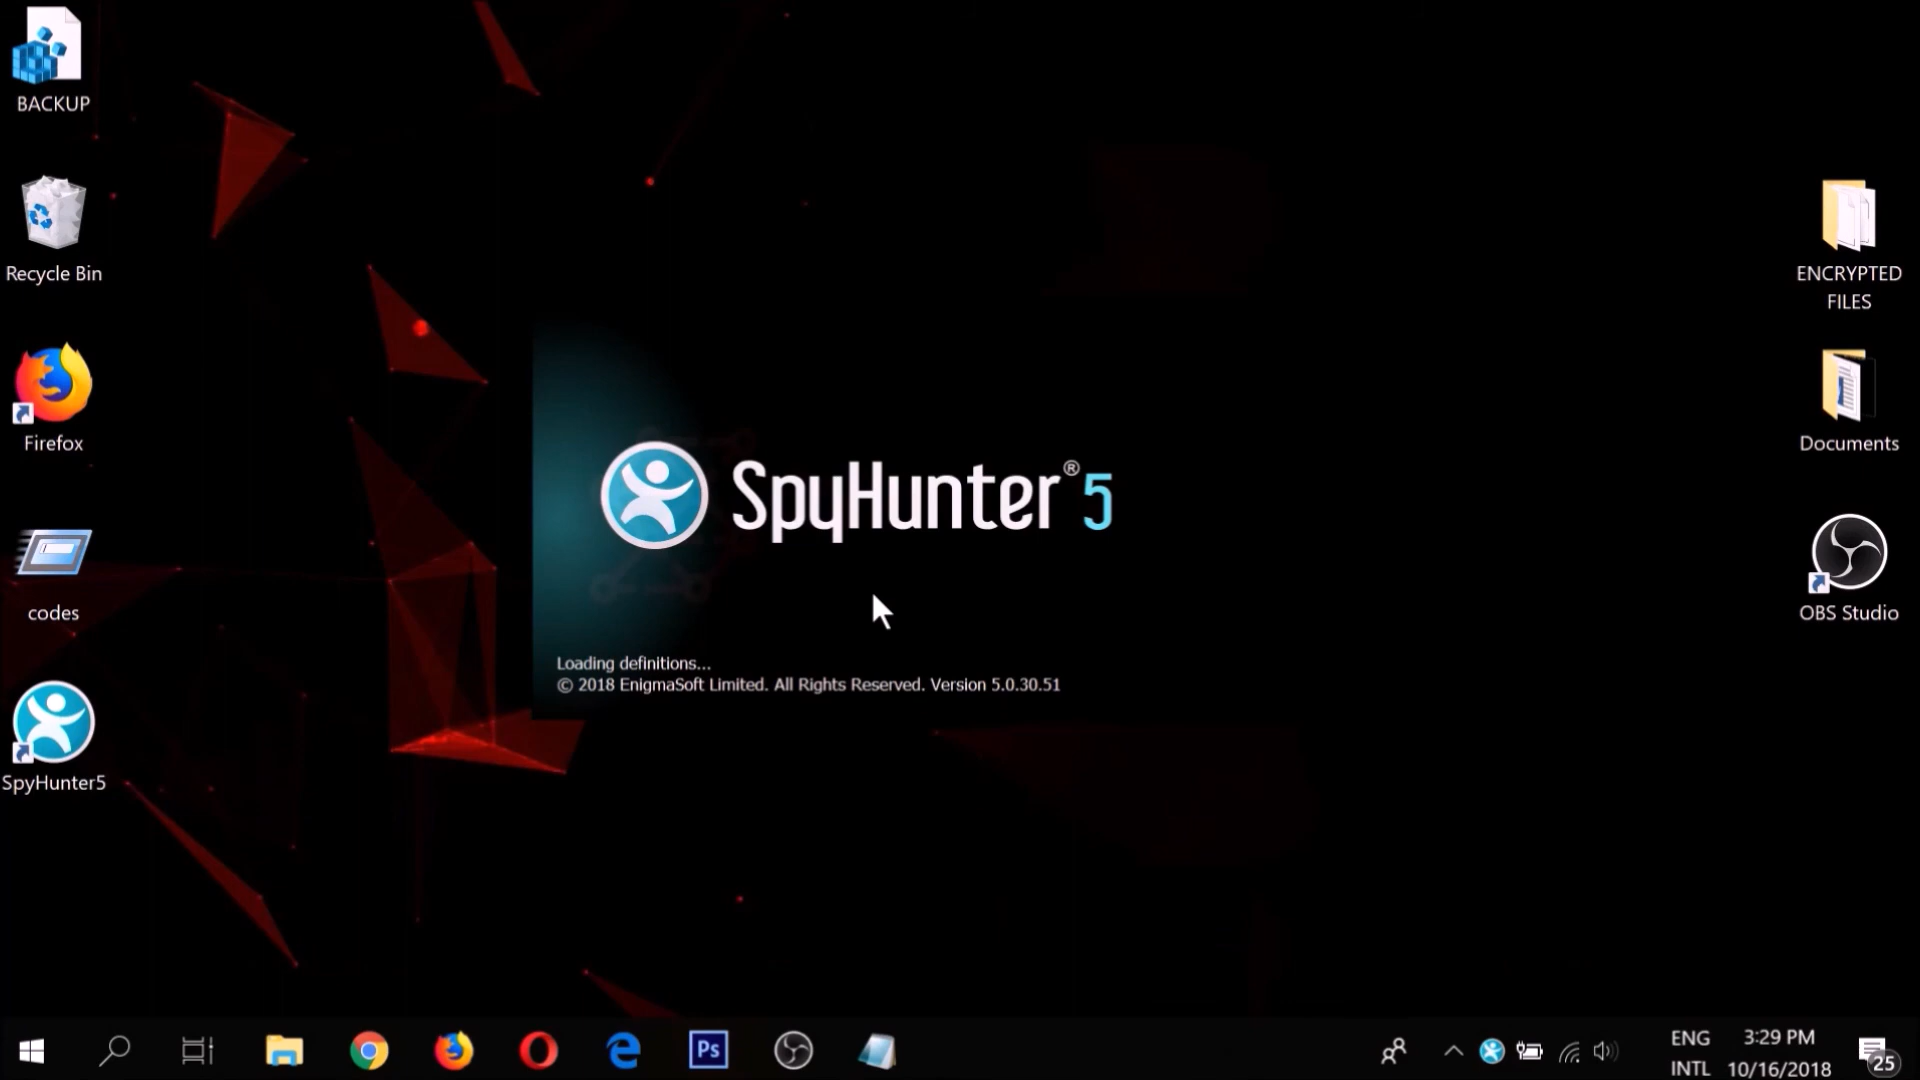 BACKUP
Recycle Bin
Firefox
codes
SpyHunter5
SpyHunter®5
Loading definitions...
© 2018 EnigmaSoft Limited. All Rights Reserved. Version 5.0.30.51
ENCRYPTED
FILES
Documents
OBS Studio
Ps
ENG
INTL
3:29 PM
10/16/2018
25